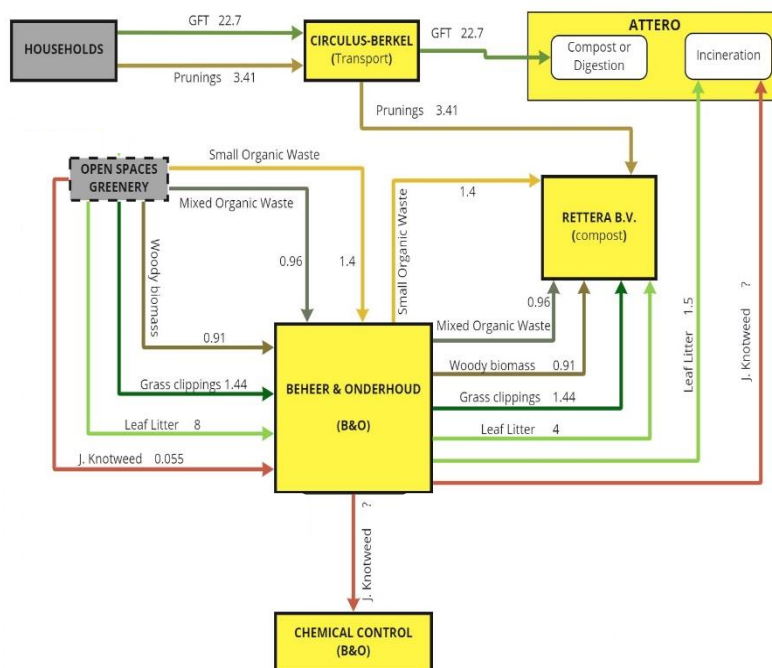 HOUSEHOLDS
GFT 22.7
Prunings 3.41
CIRCULUS-BERKEL
(Transport)
GFT 22.7
ATTERO
Compost or
Digestion
Incineration
Prunings 3.41
OPEN SPACES
GREENERY
Small Organic Waste
Mixed Organic Waste
Woody biomass
0.96
1.4
0.91
Grass clippings 1.44
Leaf Litter 8
J. Knotweed 0.055
BEHEER & ONDERHOUD
(B&O)
Small Organic Waste
1.4
RETTERA B.V.
(compost)
0.96
Mixed Organic Waste
Woody biomass 0.91
Grass clippings 1.44
Leaf Litter 4
Leaf Litter 1.5
J. Knotweed ?
J. Knotweed ?
CHEMICAL CONTROL
(B&O)